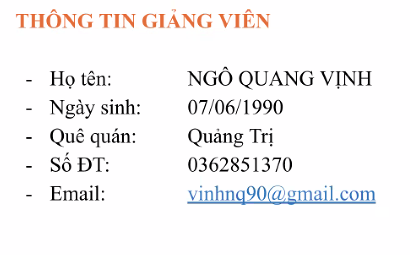 THÔNG TIN GIẢNG VIÊN
- Họ tên: NGÔ QUANG VỊNH
- Ngày sinh: 07/06/1990
- Quê quán: Quảng Trị
- Số ĐT: 0362851370
- Email: vinhnq90@gmail.com